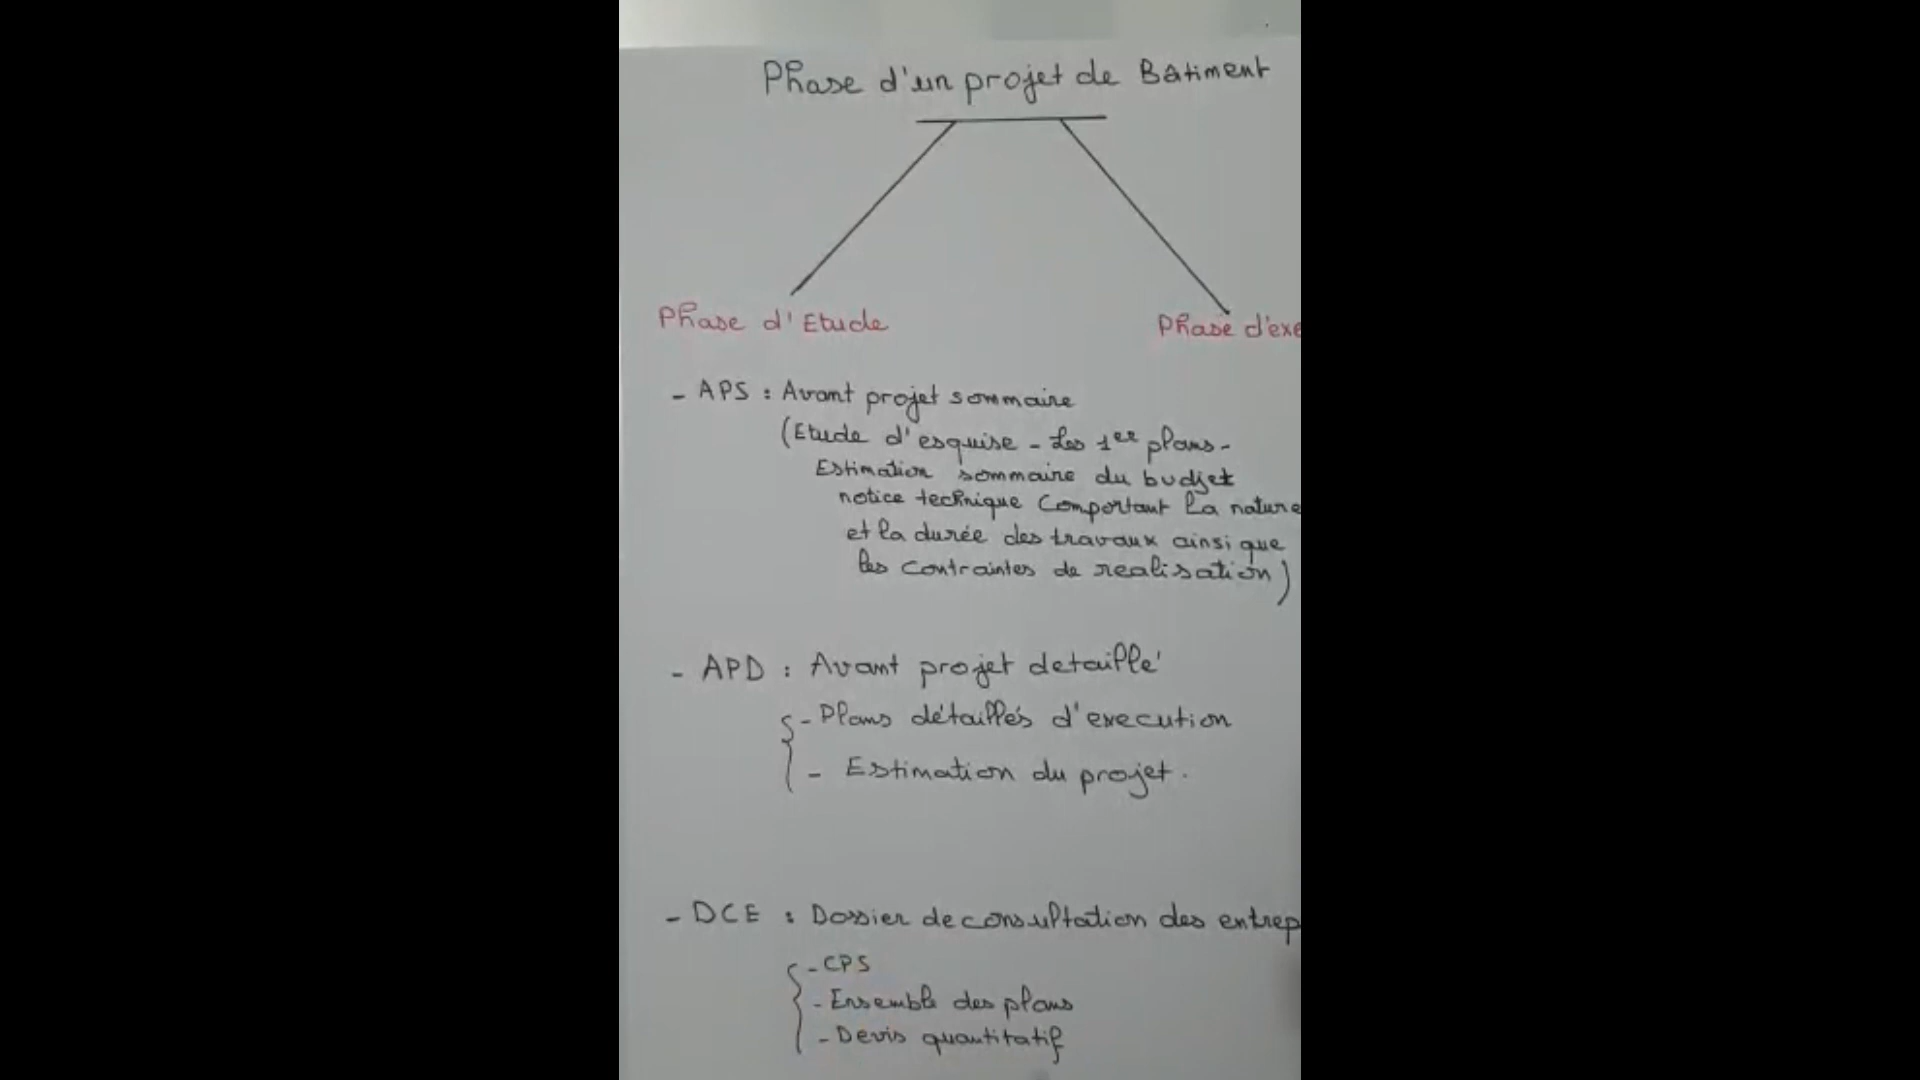 Phase d'un projet de Bâtiment
Phase d'Etude
Phase d'exe
- APS : Avant projet sommaire
(Etude d'esquise - Les 1er plans -
Estimation sommaire du budjet
notice technique Comportant la nature
et la durée des travaux ainsi que
les contraintes de realisation)
- APD : Avant projet detaillé
- Plans détaillés d'execution
- Estimation du projet.
- DCE : Dossier de consultation des entrep
- CPS
- Ensemble des plans
- Devis quantitatif